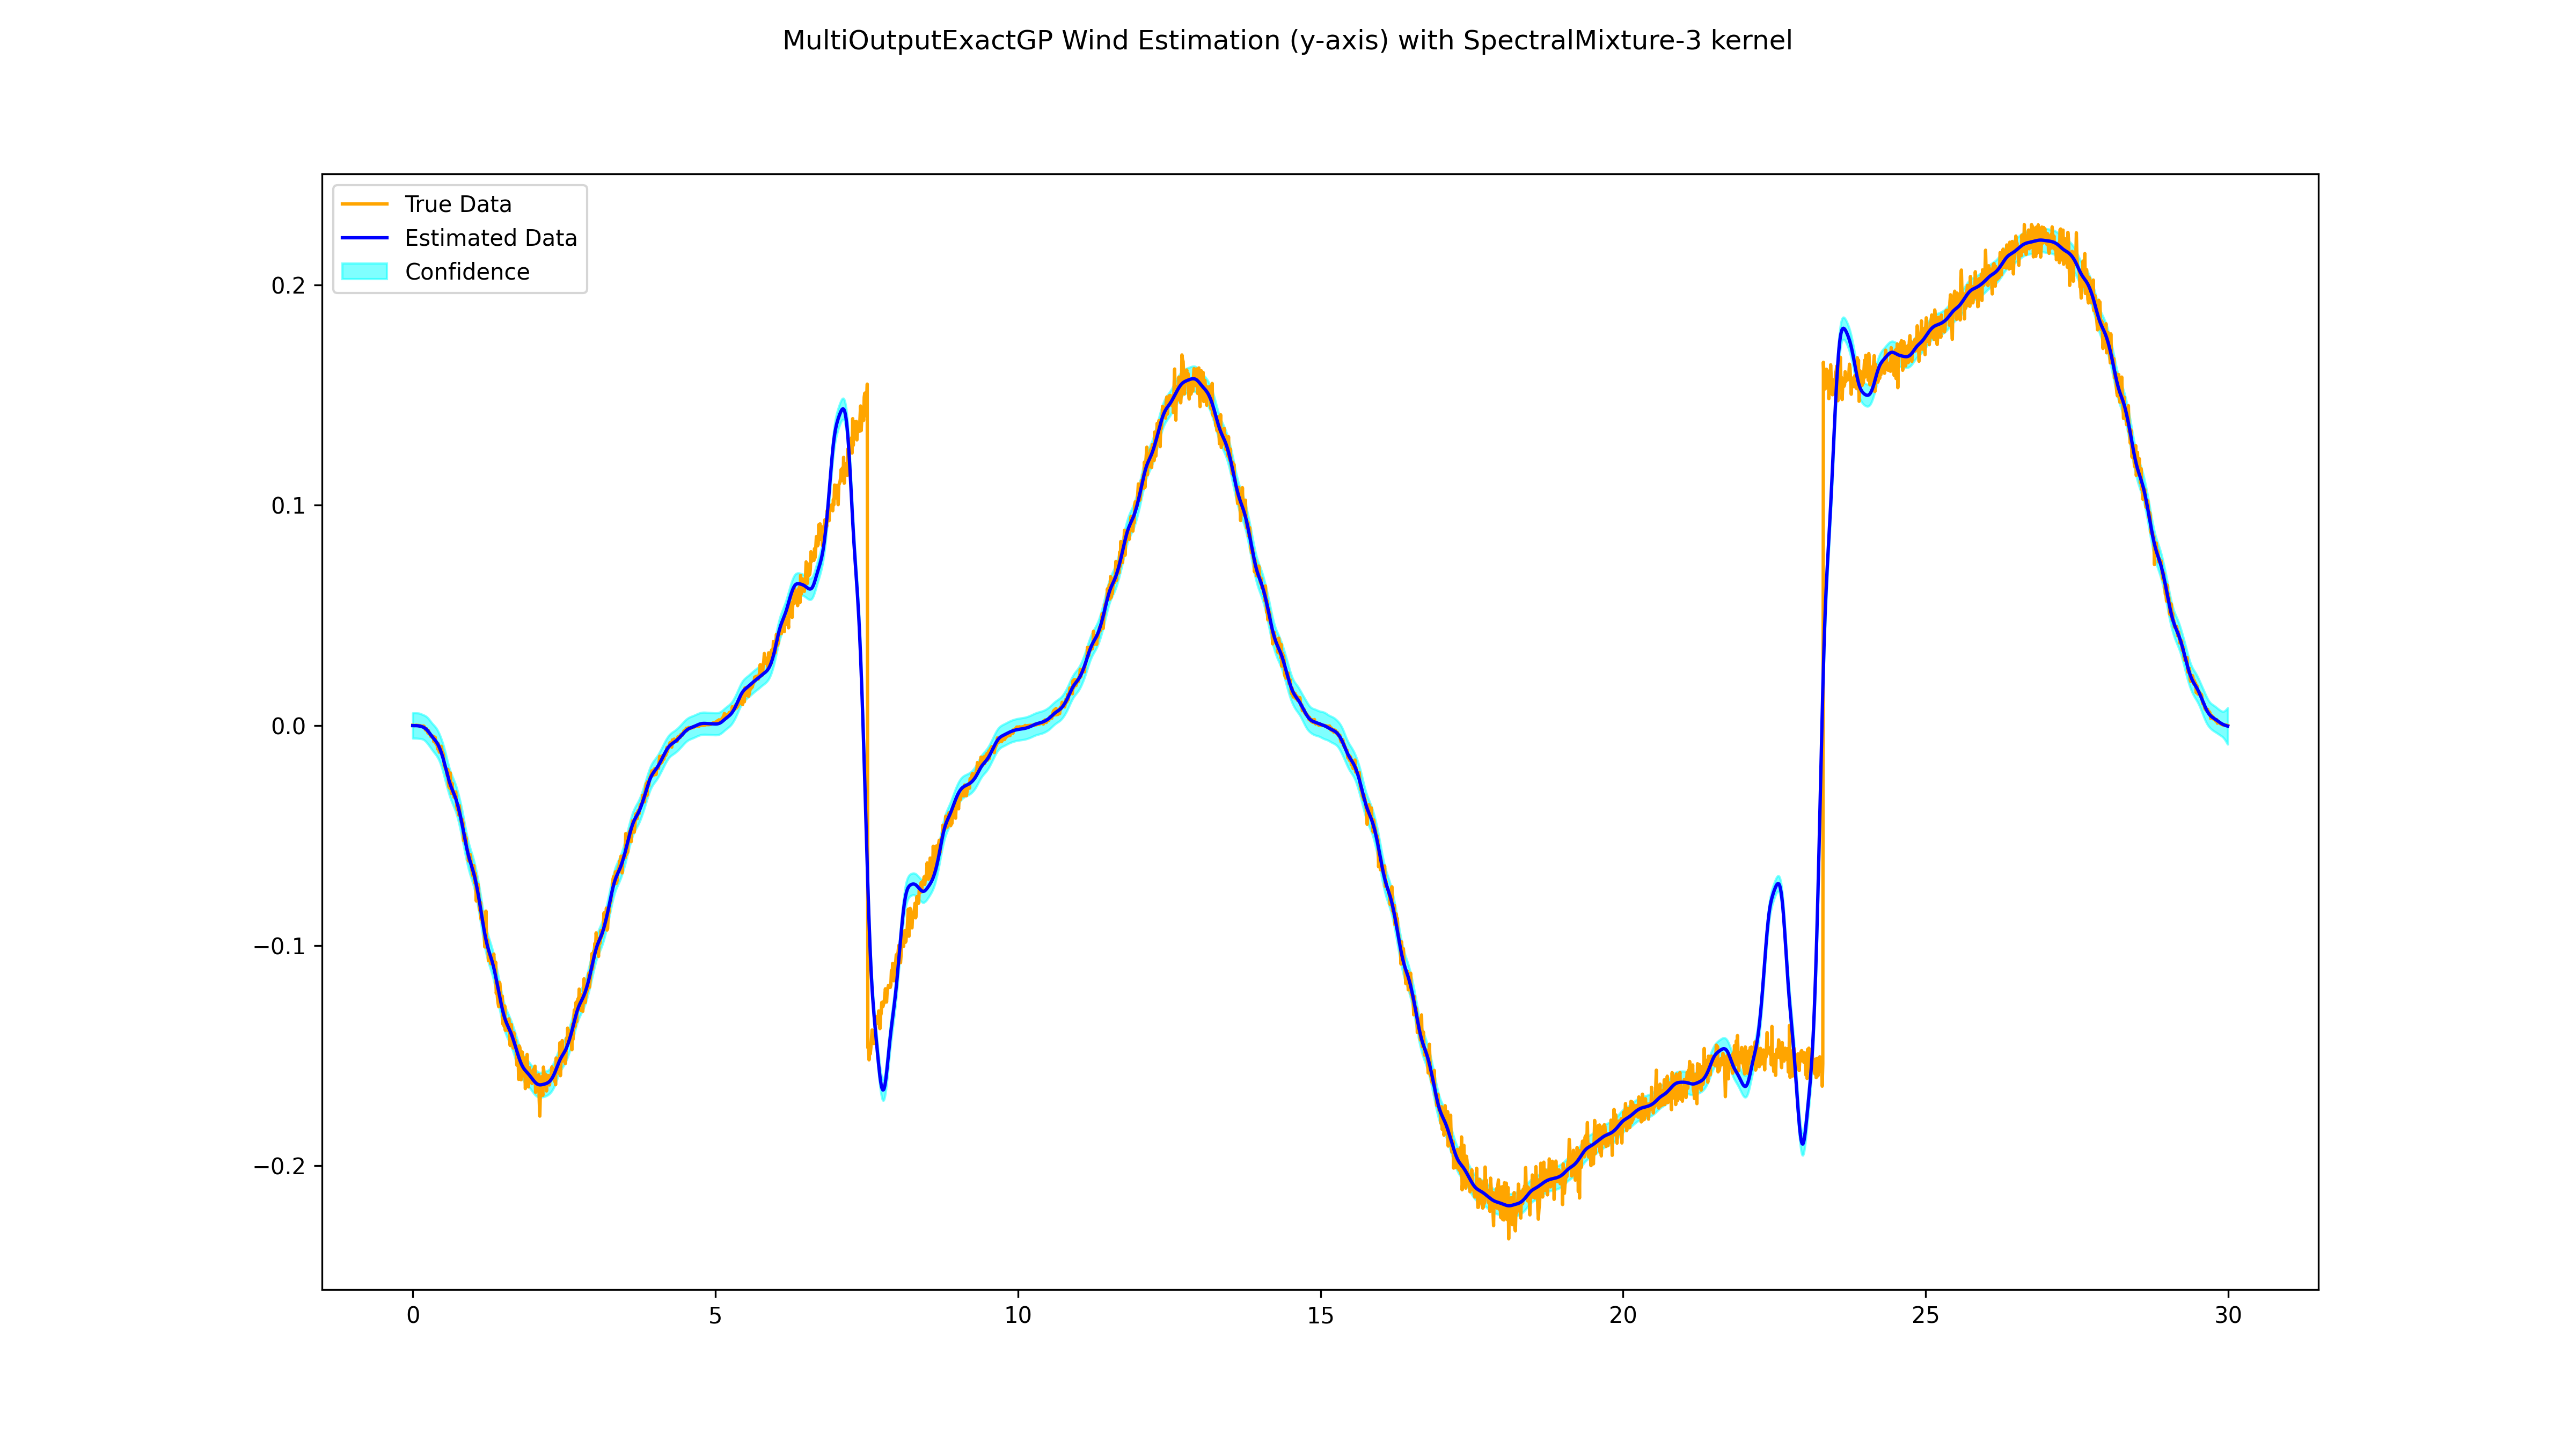 MultiOutputExactGP Wind Estimation (y-axis) with SpectralMixture-3 kernel
True Data
Estimated Data
Confidence
0.2
0.1
0.0
−0.1
−0.2
0 5 10 15 20 25 30